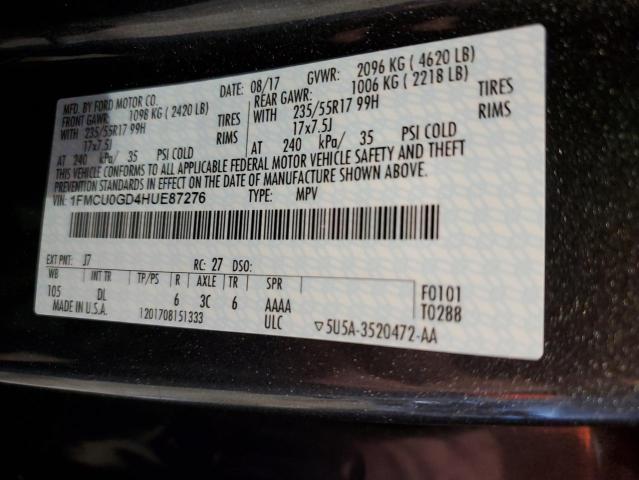 MFD. BY FORD MOTOR CO. DATE: 08/17 GVWR: 2096 KG ( 4620 LB)
FRONT GAWR: 1098 KG ( 2420 LB) REAR GAWR: 1006 KG ( 2218 LB)
WITH 235/55R17 99H TIRES WITH 235/55R17 99H TIRES
17x7.5J RIMS 17x7.5J RIMS
AT 240 kPa/ 35 PSI COLD AT 240 kPa/ 35 PSI COLD
THIS VEHICLE CONFORMS TO ALL APPLICABLE FEDERAL MOTOR VEHICLE SAFETY AND THEFT
PREVENTION STANDARDS IN EFFECT ON THE DATE OF MANUFACTURE SHOWN ABOVE.
VIN: 1FMCU0GD4HUE87276 TYPE: MPV
EXT PNT: J7 RC: 27 DSO:
WB INT TR TP/PS R AXLE TR SPR
105 DL 6 3C 6 AAAA F0101
MADE IN U.S.A. 1201708151333 ULC T0288
▽5U5A-3520472-AA